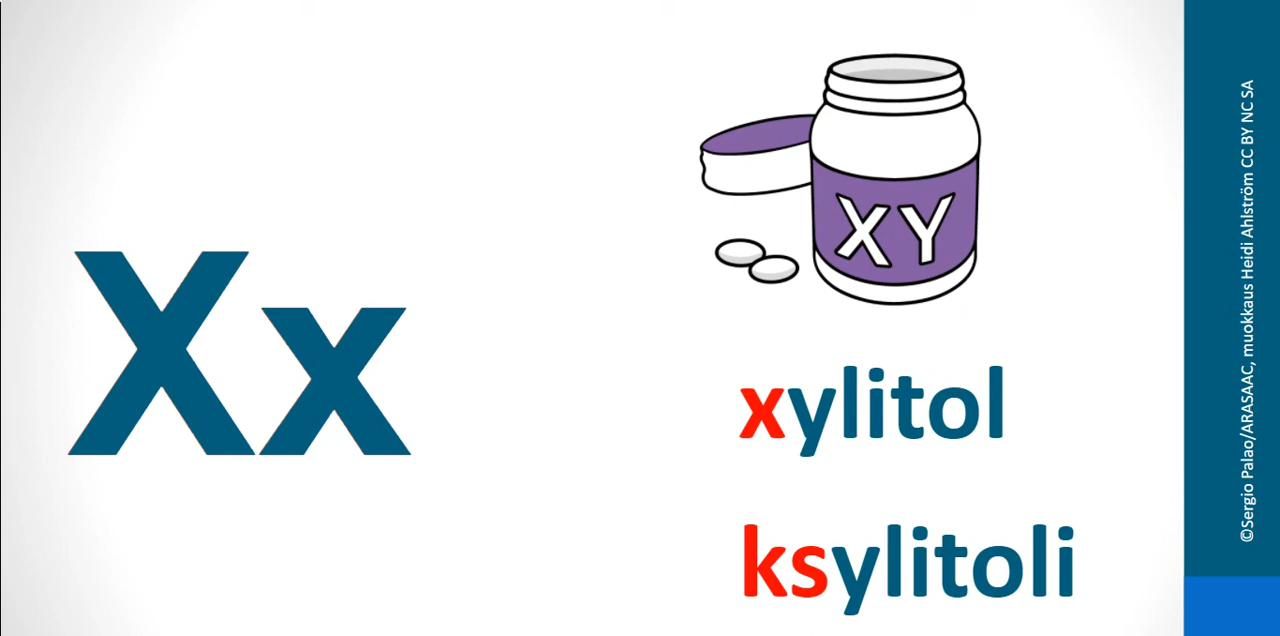 Xx
XY
xylitol
ksylitoli
©Sergio Palao/ARASAAC, muokkaus Heidi Ahlström CC BY NC SA